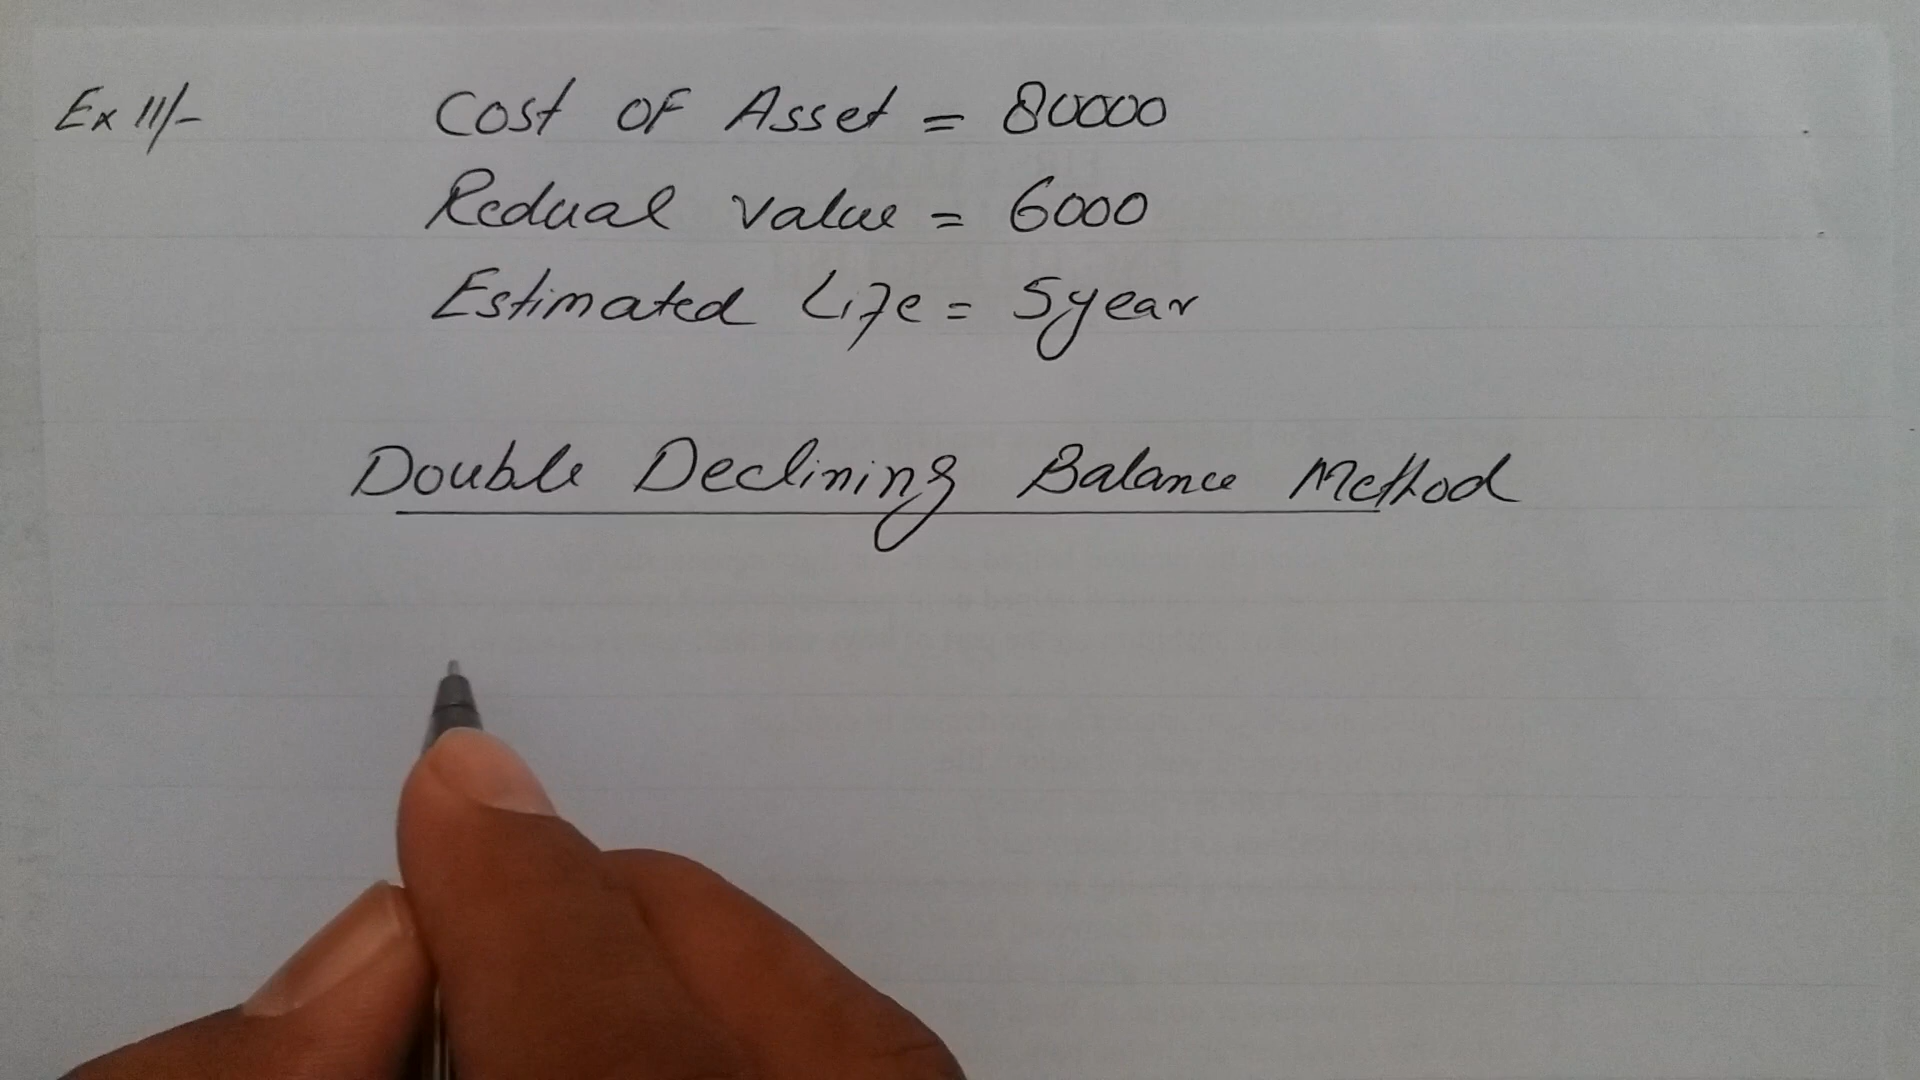 Ex 11/-
Cost OF Asset = 80000
Redual value = 6000
Estimated Life = 5year
Double Declining Balance Method